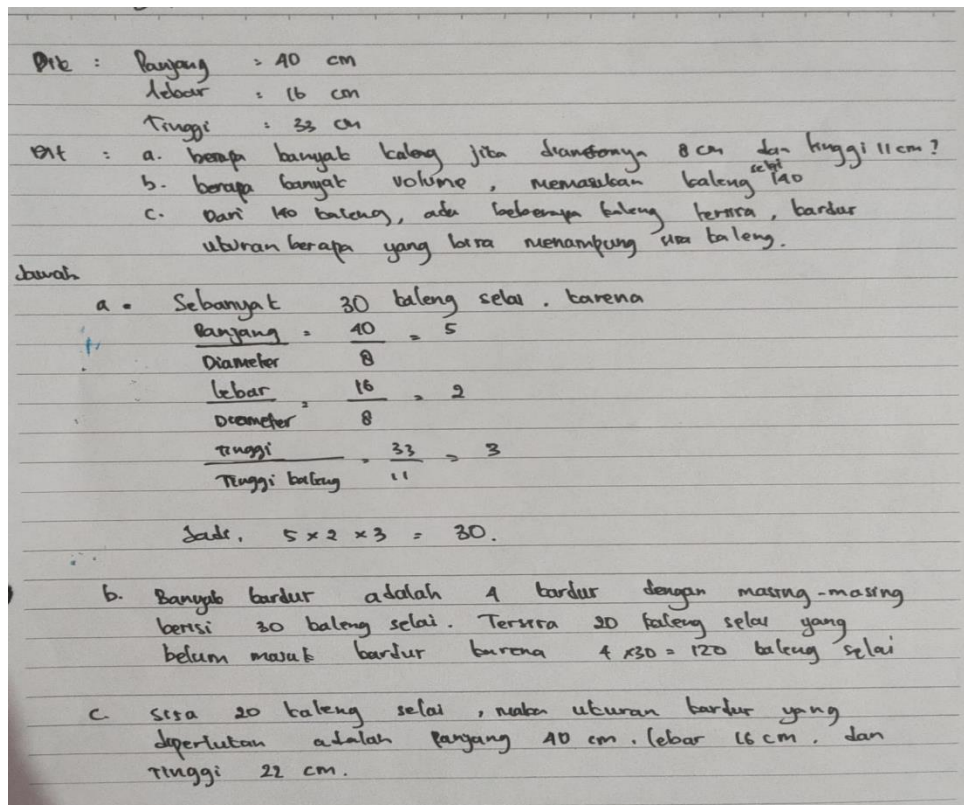 Dik : Panjang = 40 cm
lebar : 16 cm
Tinggi : 33 cm
Dit : a. berapa banyak kaleng jika diameternya 8 cm dan tinggi 11 cm?
b. berapa banyak volume, memasukan kaleng selai 140
c. Dari 140 kaleng, ada beberapa kaleng tersisa, kardus
ukuran berapa yang bisa menampung sisa kaleng.
Jawab
a. Sebanyak 30 kaleng selai. karena
Panjang = 40 = 5
Diameter 8
lebar = 16 = 2
Diameter 8
Tinggi = 33 = 3
Tinggi kaleng 11
Jadi, 5 x 2 x 3 = 30.
b. Banyak kardus adalah 4 kardus dengan masing-masing
berisi 30 kaleng selai. Tersisa 20 kaleng selai yang
belum masuk kardus karena 4 x 30 = 120 kaleng selai
c. sisa 20 kaleng selai, maka ukuran kardus yang
diperlukan adalah panjang 40 cm. lebar 16 cm. dan
Tinggi 22 cm.